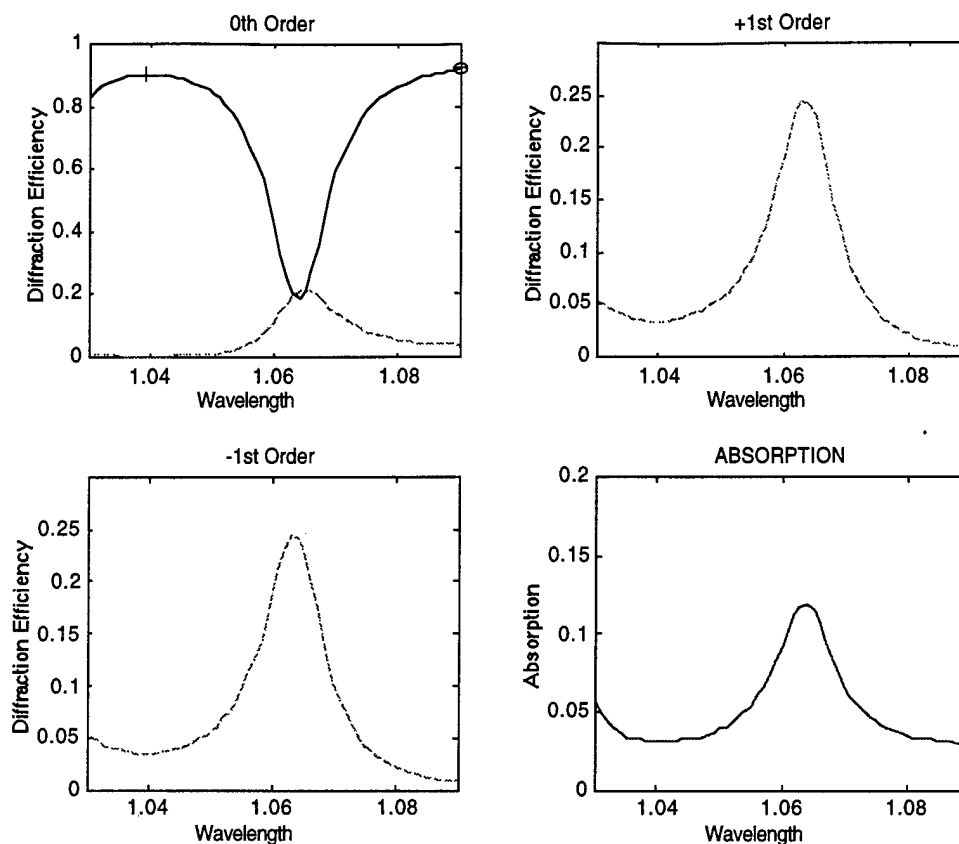 0th Order
1
0.8
0.6
0.4
0.2
0
Diffraction Efficiency
1.04 1.06 1.08
Wavelength
+1st Order
0.25
0.2
0.15
0.1
0.05
0
Diffraction Efficiency
1.04 1.06 1.08
Wavelength
-1st Order
0.25
0.2
0.15
0.1
0.05
0
Diffraction Efficiency
1.04 1.06 1.08
Wavelength
ABSORPTION
0.2
0.15
0.1
0.05
0
Absorption
1.04 1.06 1.08
Wavelength